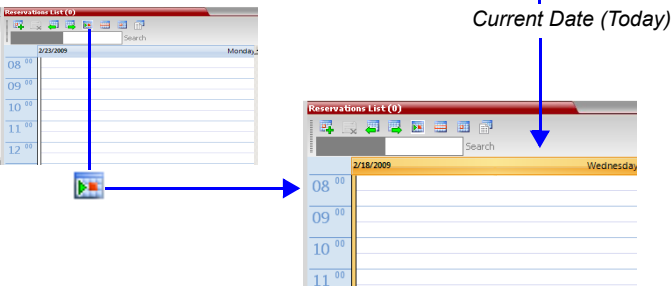 Reservations List (0)
Search
2/23/2009 Monday,
08 00
09 00
10 00
11 00
12 00
Current Date (Today)
Reservations List (0)
Search
2/18/2009 Wednesday
08 00
09 00
10 00
11 00